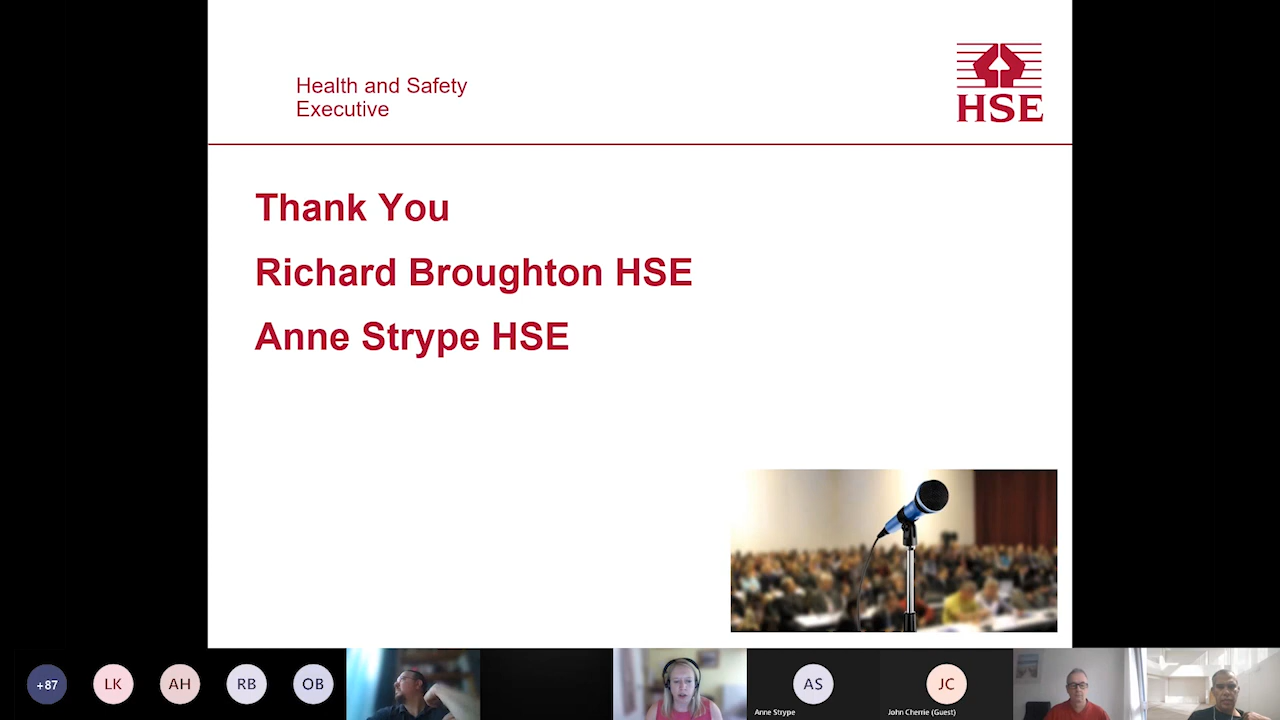 Health and Safety
Executive
HSE
Thank You
Richard Broughton HSE
Anne Strype HSE
+87
LK
AH
RB
OB
AS
Anne Strype
JC
John Cherrie (Guest)